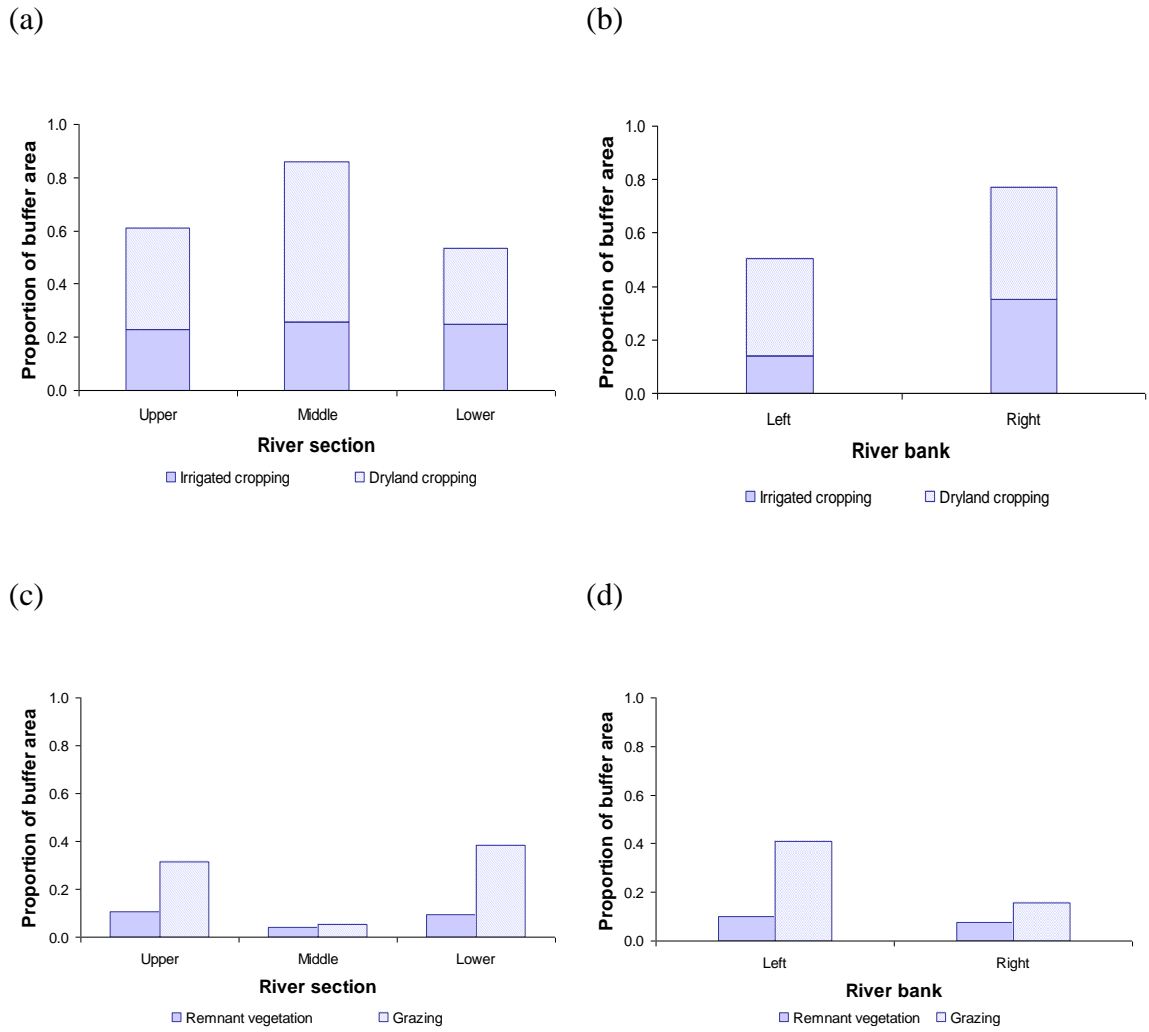 (a)
Proportion of buffer area
1.0
0.8
0.6
0.4
0.2
0.0
Upper Middle Lower
River section
Irrigated cropping Dryland cropping
(b)
Proportion of buffer area
1.0
0.8
0.6
0.4
0.2
0.0
Left Right
River bank
Irrigated cropping Dryland cropping
(c)
Proportion of buffer area
1.0
0.8
0.6
0.4
0.2
0.0
Upper Middle Lower
River section
Remnant vegetation Grazing
(d)
Proportion of buffer area
1.0
0.8
0.6
0.4
0.2
0.0
Left Right
River bank
Remnant vegetation Grazing